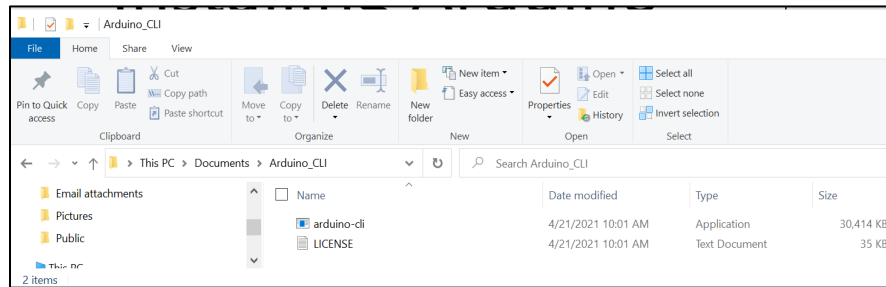 Arduino_CLI
File Home Share View
Pin to Quick access
Copy
Paste
Cut
Copy path
Paste shortcut
Clipboard
Move to
Copy to
Delete
Rename
Organize
New folder
New item
Easy access
New
Properties
Open
Edit
History
Open
Select all
Select none
Invert selection
Select
This PC > Documents > Arduino_CLI
Search Arduino_CLI
Email attachments
Pictures
Public
This PC
Name Date modified Type Size
arduino-cli 4/21/2021 10:01 AM Application 30,414 KB
LICENSE 4/21/2021 10:01 AM Text Document 35 KB
2 items